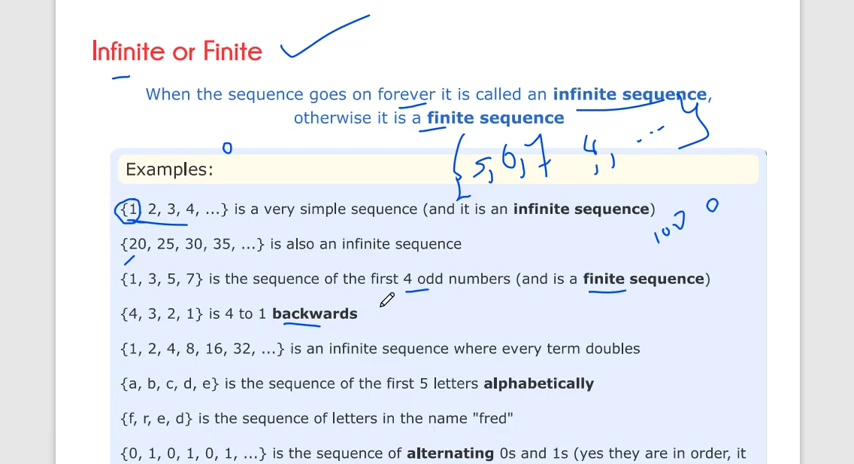 Infinite or Finite
When the sequence goes on forever it is called an infinite sequence,
otherwise it is a finite sequence
0
{5, 6, 7 4, , ... }
Examples:
{1, 2, 3, 4, ...} is a very simple sequence (and it is an infinite sequence)
0
100
{20, 25, 30, 35, ...} is also an infinite sequence
{1, 3, 5, 7} is the sequence of the first 4 odd numbers (and is a finite sequence)
{4, 3, 2, 1} is 4 to 1 backwards
{1, 2, 4, 8, 16, 32, ...} is an infinite sequence where every term doubles
{a, b, c, d, e} is the sequence of the first 5 letters alphabetically
{f, r, e, d} is the sequence of letters in the name "fred"
{0, 1, 0, 1, 0, 1, ...} is the sequence of alternating 0s and 1s (yes they are in order, it